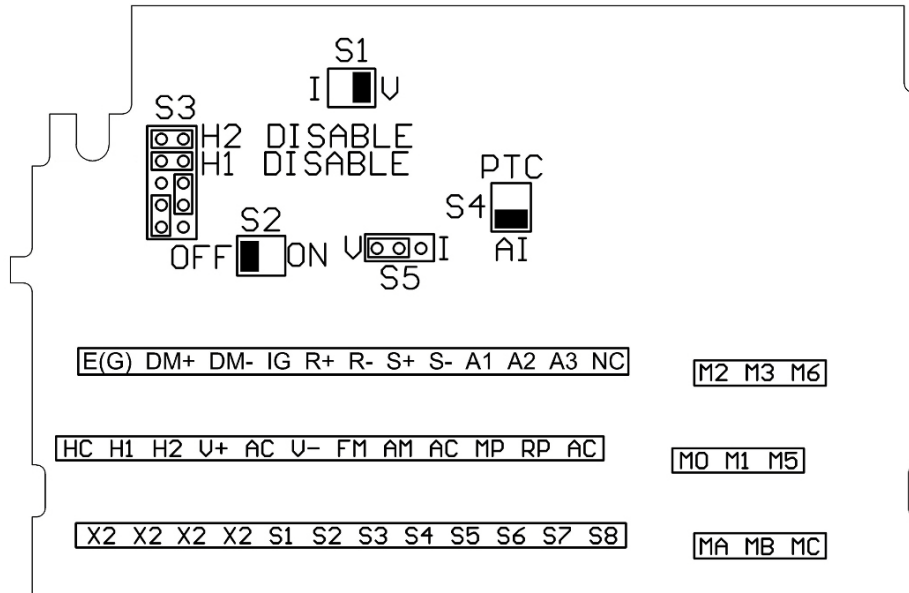 S1
I V
S3
H2 DISABLE
H1 DISABLE
PTC
S4
AI
S2
OFF ON
V I
S5
E(G) DM+ DM- IG R+ R- S+ S- A1 A2 A3 NC
M2 M3 M6
HC H1 H2 V+ AC V- FM AM AC MP RP AC
M0 M1 M5
X2 X2 X2 X2 S1 S2 S3 S4 S5 S6 S7 S8
MA MB MC